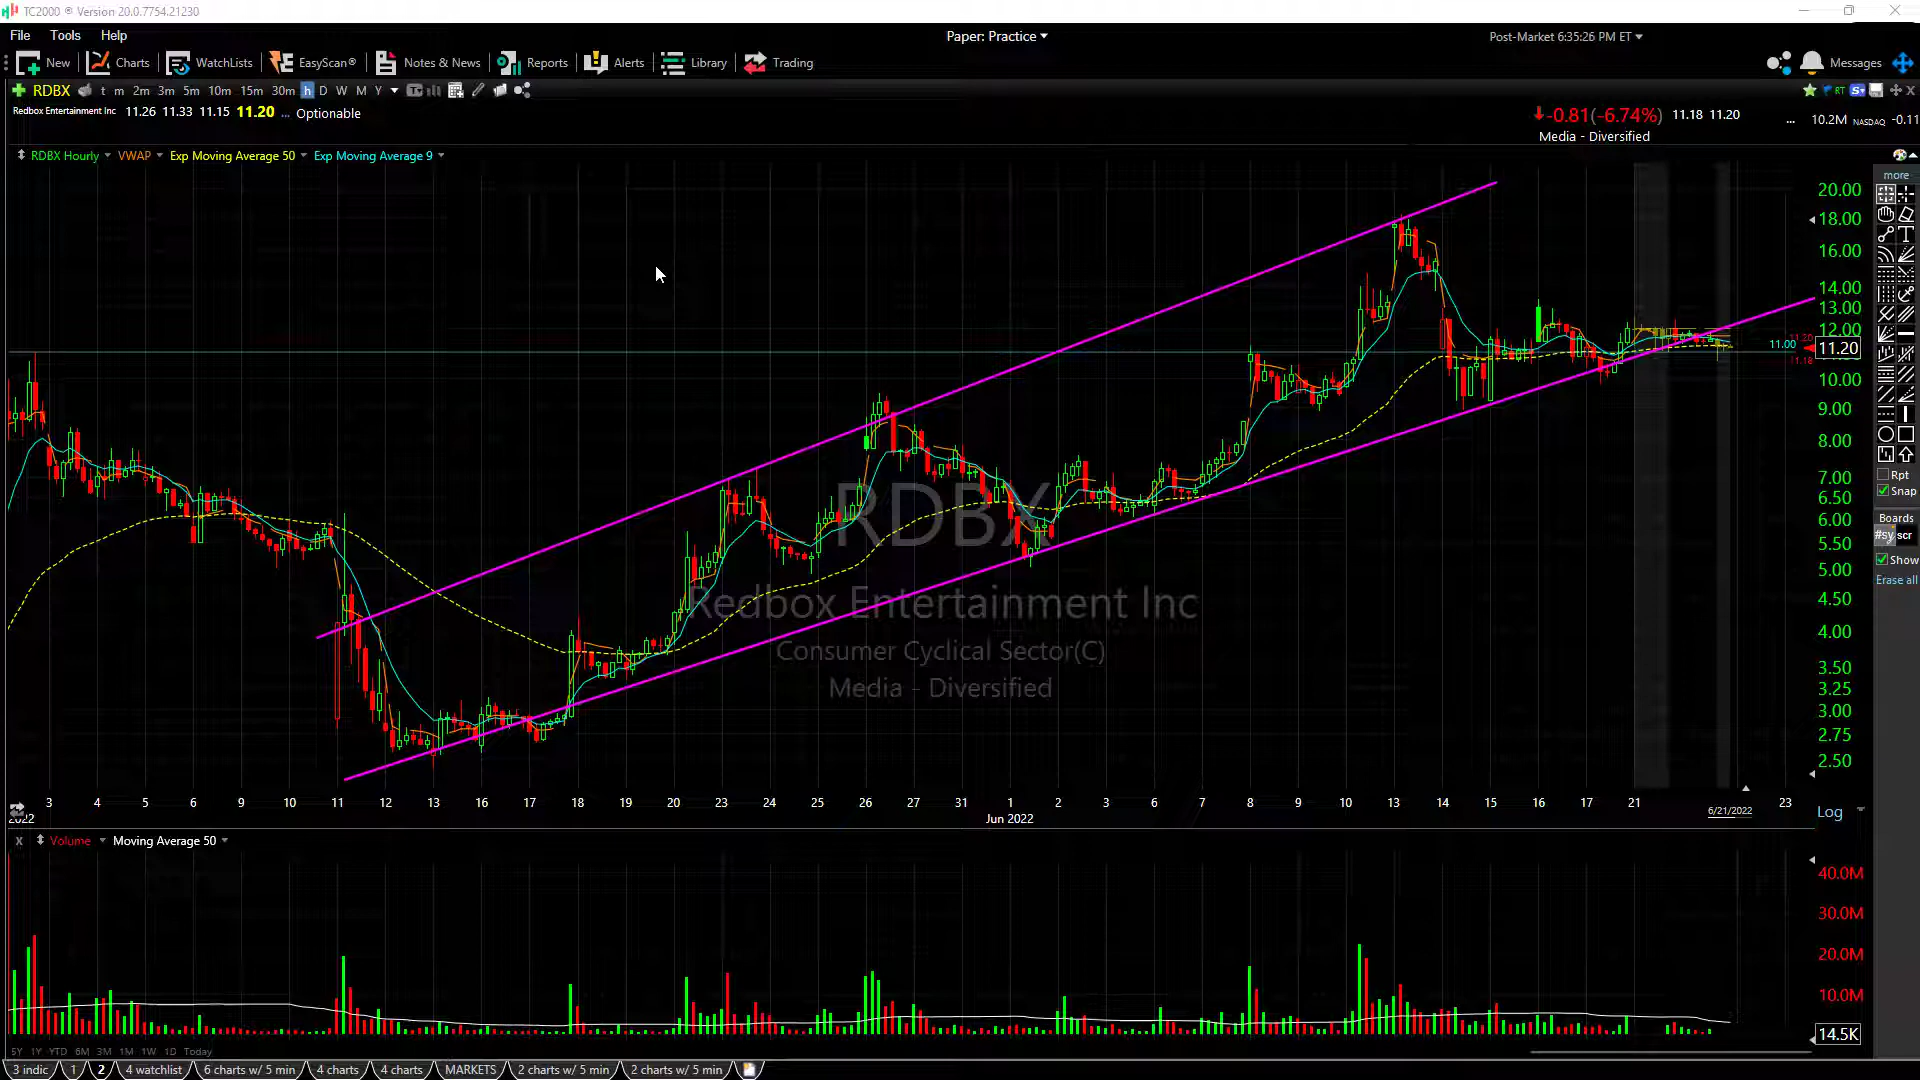 TC2000 ® Version 20.0.7754.21230
File Tools Help
Paper: Practice
Post-Market 6:35:26 PM ET
New Charts WatchLists EasyScan® Notes & News Reports Alerts Library Trading
Messages
RDBX t m 2m 3m 5m 10m 15m 30m h D W M Y
RT
Redbox Entertainment Inc 11.26 11.33 11.15 11.20 ... Optionable
-0.81(-6.74%) 11.18 11.20
... 10.2M NASDAQ -0.11
Media - Diversified
RDBX Hourly VWAP Exp Moving Average 50 Exp Moving Average 9
more
20.00
18.00
16.00
14.00
13.00
12.00
11.20
11.00
11.20
11.18
10.00
9.00
8.00
7.00
6.50
6.00
5.50
5.00
4.50
4.00
3.50
3.25
3.00
2.75
2.50
Rpt
Snap
Boards
#sy scr
Show
Erase all
RDBX
Redbox Entertainment Inc
Consumer Cyclical Sector(C)
Media - Diversified
3 4 5 6 9 10 11 12 13 16 17 18 19 20 23 24 25 26 27 31 1 2 3 6 7 8 9 10 13 14 15 16 17 21 23
2022
Jun 2022
6/21/2022
Log
x Volume Moving Average 50
40.0M
30.0M
20.0M
10.0M
14.5K
5Y 1Y YTD 6M 3M 1M 1W 1D Today
3 indic 1 2 4 watchlist 6 charts w/ 5 min 4 charts 4 charts MARKETS 2 charts w/ 5 min 2 charts w/ 5 min